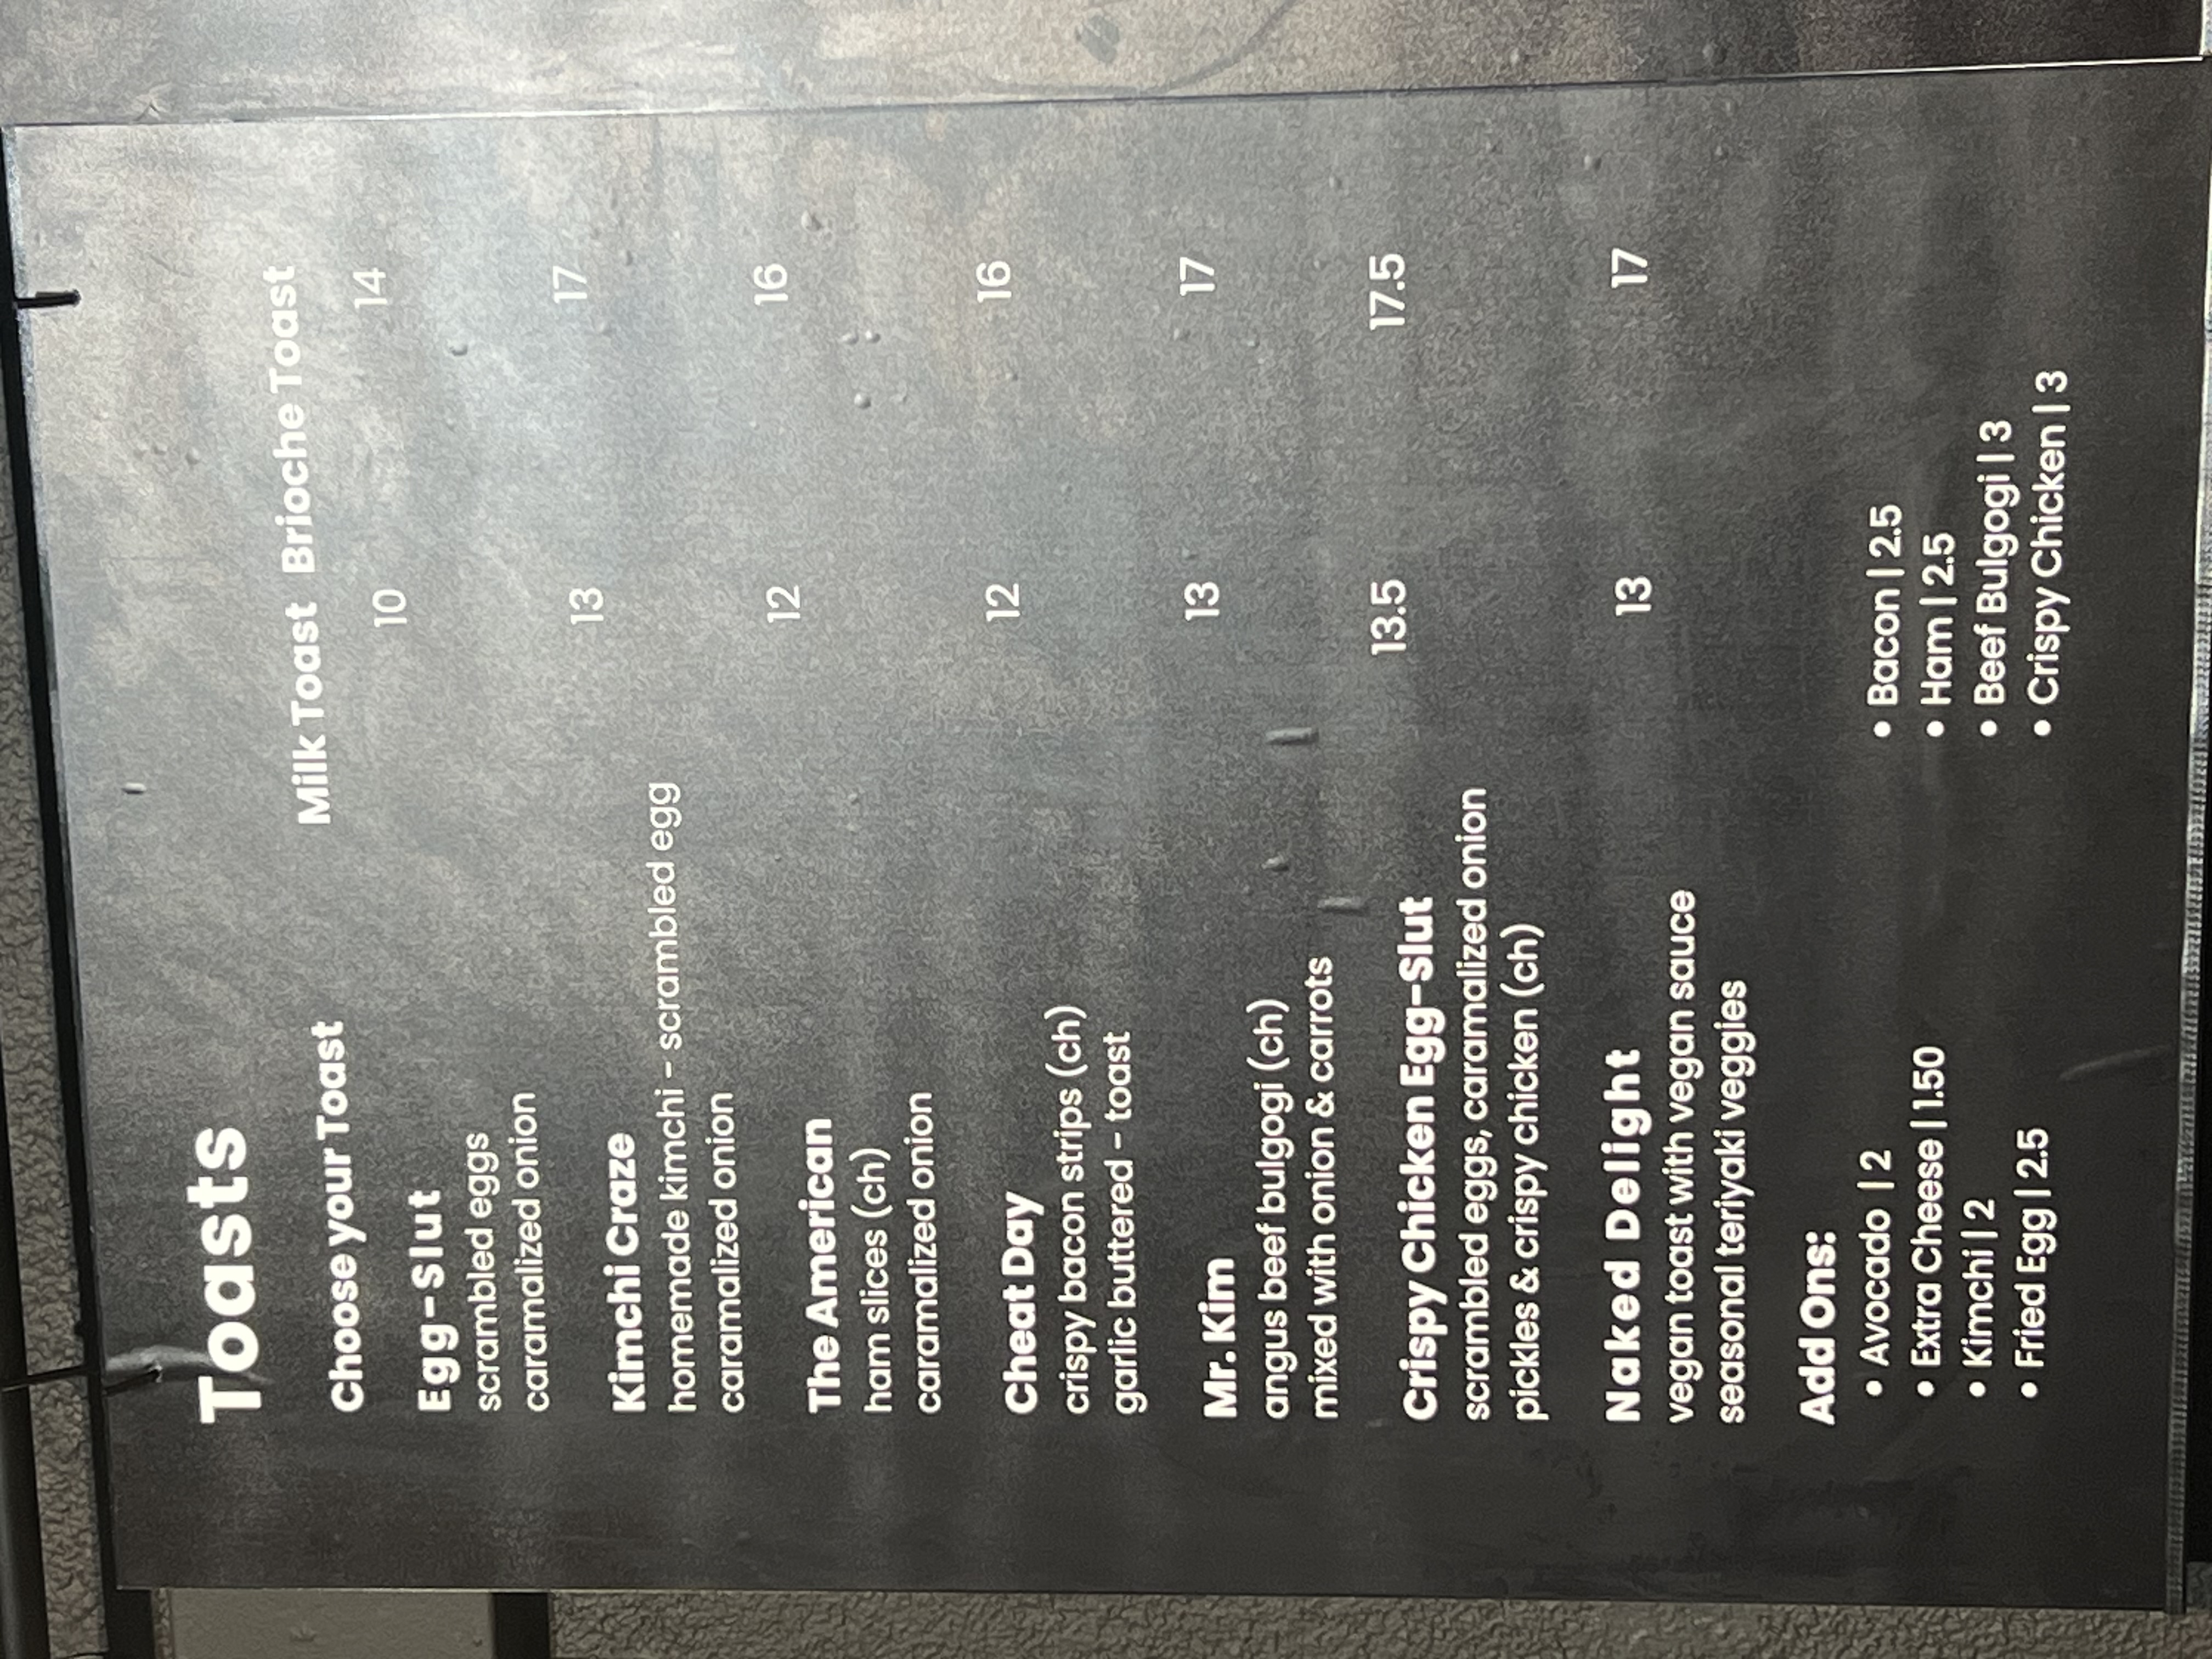 Toasts
Choose your Toast Milk Toast Brioche Toast
Egg-Slut 10 14
scrambled eggs
caramalized onion
Kimchi Craze 13 17
homemade kimchi - scrambled egg
caramalized onion
The American 12 16
ham slices (ch)
caramalized onion
Cheat Day 12 16
crispy bacon strips (ch)
garlic buttered - toast
Mr. Kim 13 17
angus beef bulgogi (ch)
mixed with onion & carrots
Crispy Chicken Egg-Slut 13.5 17.5
scrambled eggs, caramalized onion
pickles & crispy chicken (ch)
Naked Delight 13 17
vegan toast with vegan sauce
seasonal teriyaki veggies
Add Ons:
• Avocado | 2
• Extra Cheese | 1.50
• Kimchi | 2
• Fried Egg | 2.5
• Bacon | 2.5
• Ham | 2.5
• Beef Bulgogi | 3
• Crispy Chicken | 3